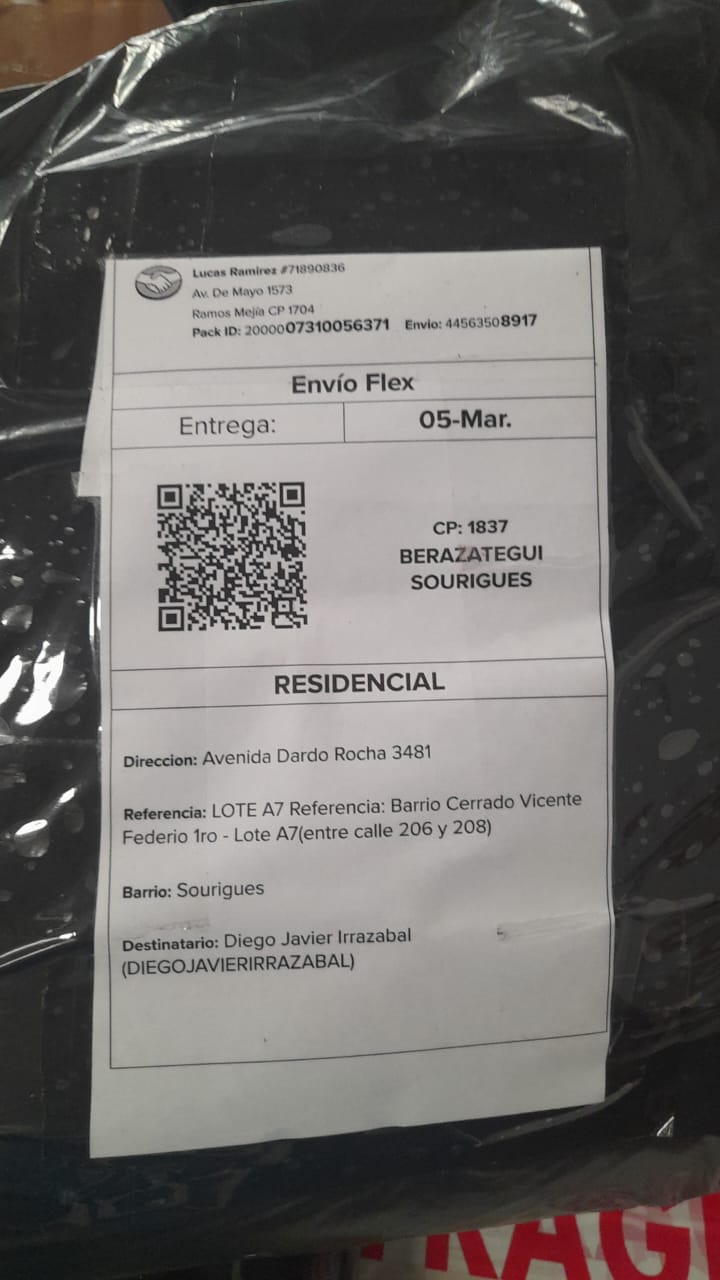 Lucas Ramirez #71890836
Av. De Mayo 1573
Ramos Mejía CP 1704
Pack ID: 2000007310056371 Envio: 44563508917
Envío Flex
Entrega: 05-Mar.
CP: 1837
BERAZATEGUI
SOURIGUES
RESIDENCIAL
Direccion: Avenida Dardo Rocha 3481
Referencia: LOTE A7 Referencia: Barrio Cerrado Vicente
Federio 1ro - Lote A7(entre calle 206 y 208)
Barrio: Sourigues
Destinatario: Diego Javier Irrazabal
(DIEGOJAVIERIRRAZABAL)
RAG